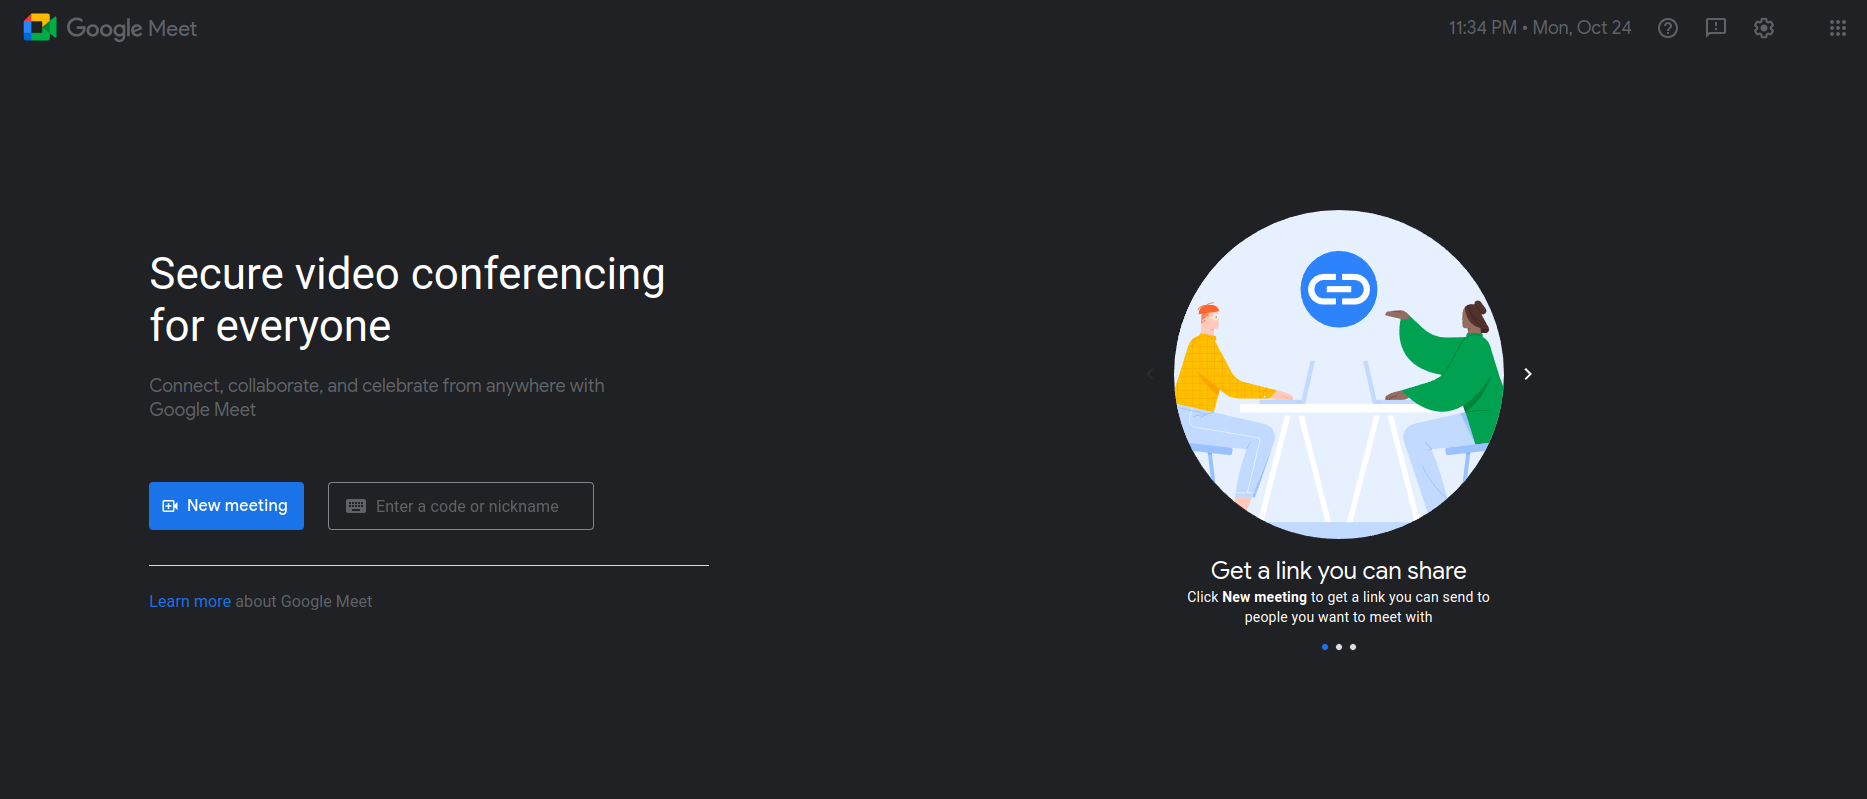 Google Meet
11:34 PM • Mon, Oct 24
Secure video conferencing
for everyone
Connect, collaborate, and celebrate from anywhere with
Google Meet
New meeting
Enter a code or nickname
Learn more about Google Meet
Get a link you can share
Click New meeting to get a link you can send to
people you want to meet with